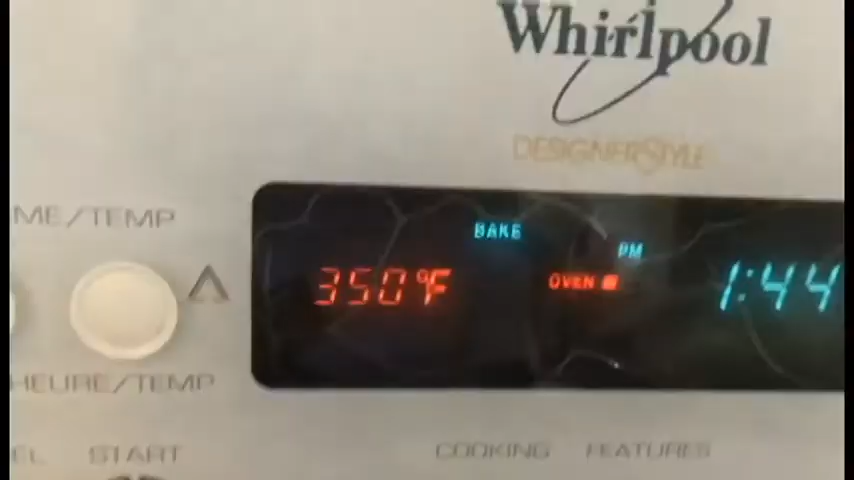 Whirlpool
DESIGNERSTYLE
ME/TEMP
BAKE
PM
350°F
OVEN
1:44
HEURE/TEMP
EL
START
COOKING FEATURES